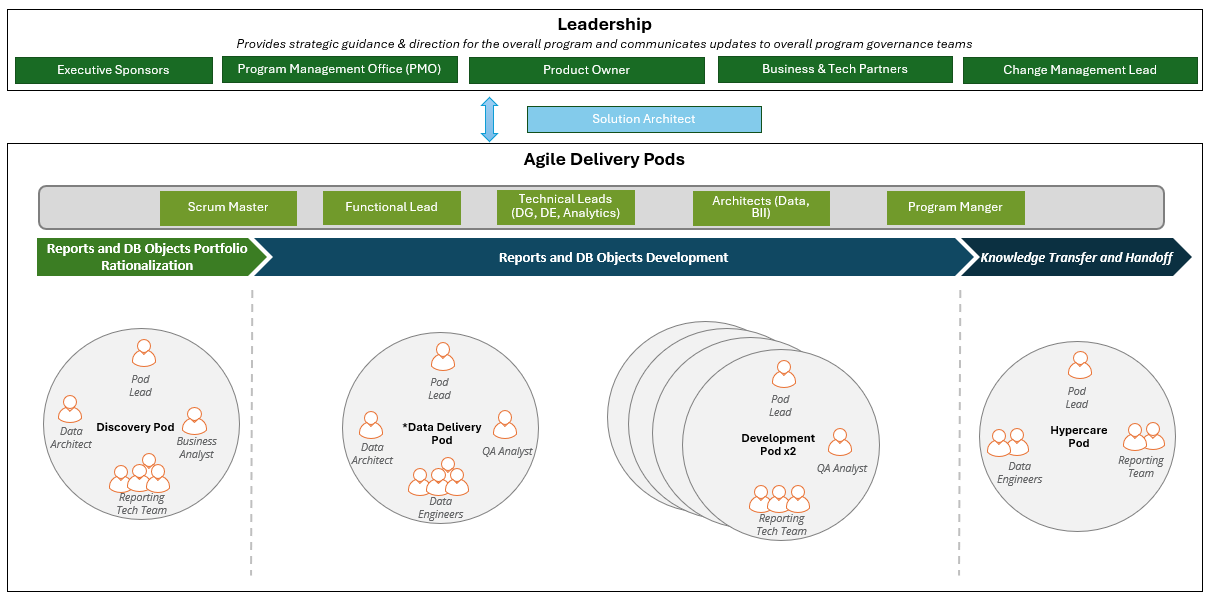 Leadership
Provides strategic guidance & direction for the overall program and communicates updates to overall program governance teams
Executive Sponsors
Program Management Office (PMO)
Product Owner
Business & Tech Partners
Change Management Lead
Solution Architect
Agile Delivery Pods
Scrum Master
Functional Lead
Technical Leads
(DG, DE, Analytics)
Architects (Data,
BII)
Program Manger
Reports and DB Objects Portfolio
Rationalization
Reports and DB Objects Development
Knowledge Transfer and Handoff
Pod
Lead
Data
Architect
Discovery Pod
Business
Analyst
Reporting
Tech Team
Pod
Lead
Data
Architect
*Data Delivery
Pod
QA Analyst
Data
Engineers
Pod
Lead
Development
Pod x2
QA Analyst
Reporting
Tech Team
Pod
Lead
Hypercare
Pod
Data
Engineers
Reporting
Team